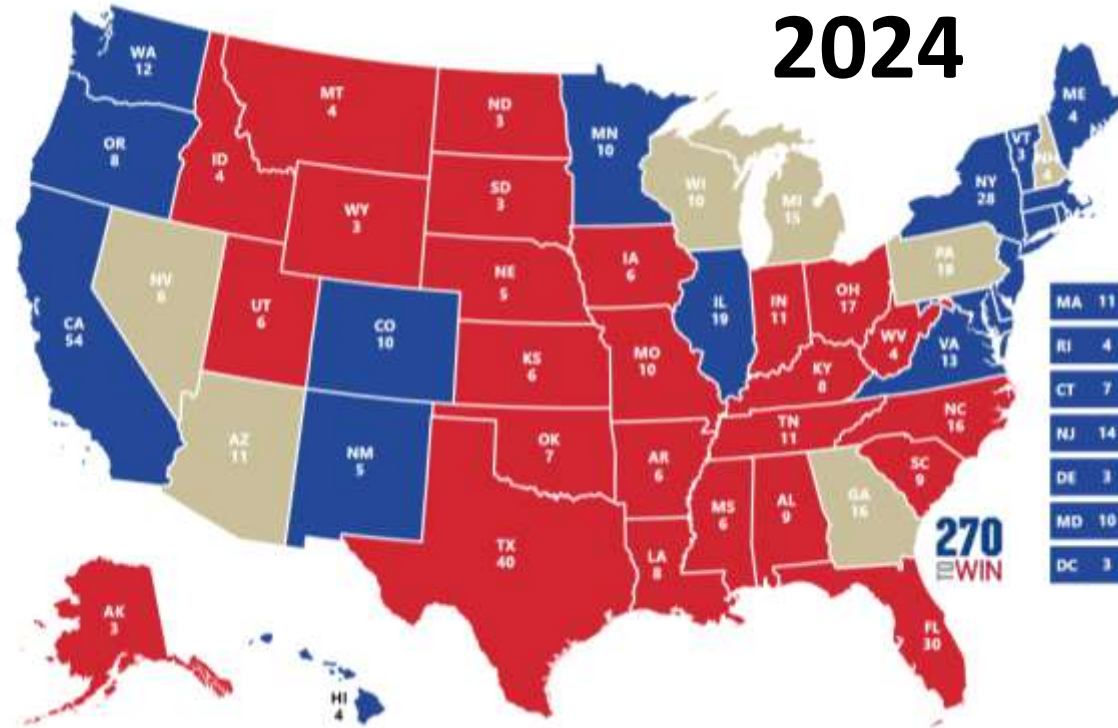 2024
WA
12
OR
8
CA
54
NV
6
ID
4
MT
4
WY
3
UT
6
AZ
11
CO
10
NM
5
ND
3
SD
3
NE
5
KS
6
OK
7
TX
40
MN
10
IA
6
MO
10
AR
6
LA
8
WI
10
IL
19
MI
15
IN
11
OH
17
KY
8
TN
11
MS
6
AL
9
GA
16
FL
30
SC
9
NC
16
VA
13
WV
4
PA
18
NY
28
VT
3
NH
4
ME
4
AK
3
HI
4
MA 11
RI 4
CT 7
NJ 14
DE 3
MD 10
DC 3
270
TO WIN